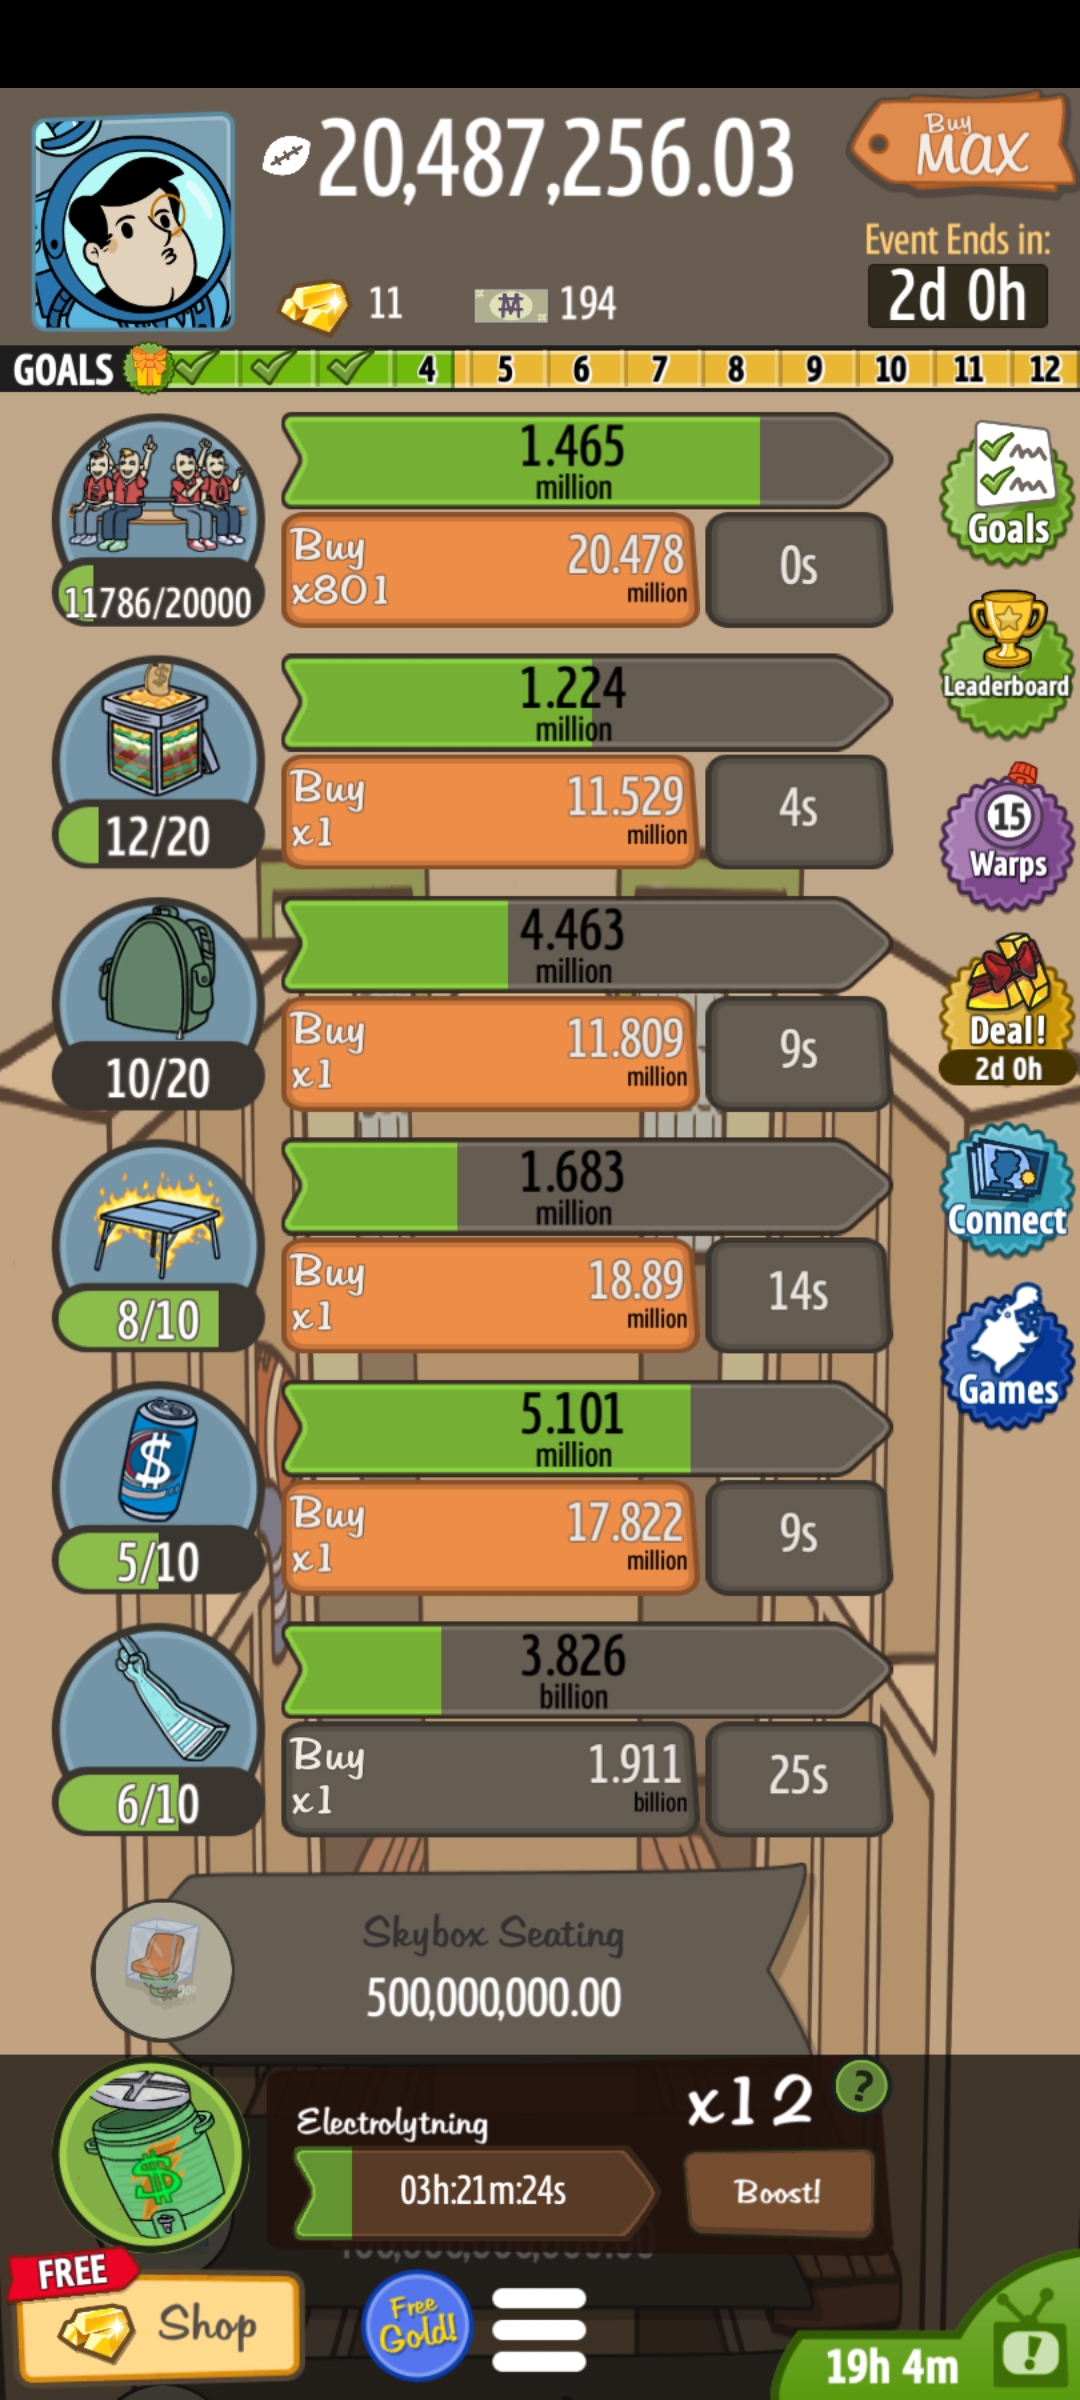 20,487,256.03
Buy
MAX
Event Ends in:
2d 0h
11
194
GOALS
4 5 6 7 8 9 10 11 12
1.465
million
Buy
x801
20.478
million
0s
11786/20000
Goals
Leaderboard
1.224
million
Buy
x1
11.529
million
4s
12/20
15
Warps
4.463
million
Buy
x1
11.809
million
9s
10/20
Deal!
2d 0h
1.683
million
Buy
x1
18.89
million
14s
8/10
Connect
Games
5.101
million
Buy
x1
17.822
million
9s
5/10
3.826
billion
Buy
x1
1.911
billion
25s
6/10
Skybox Seating
500,000,000.00
Electrolytning
x12
?
03h:21m:24s
Boost!
FREE
Shop
Free
Gold!
19h 4m